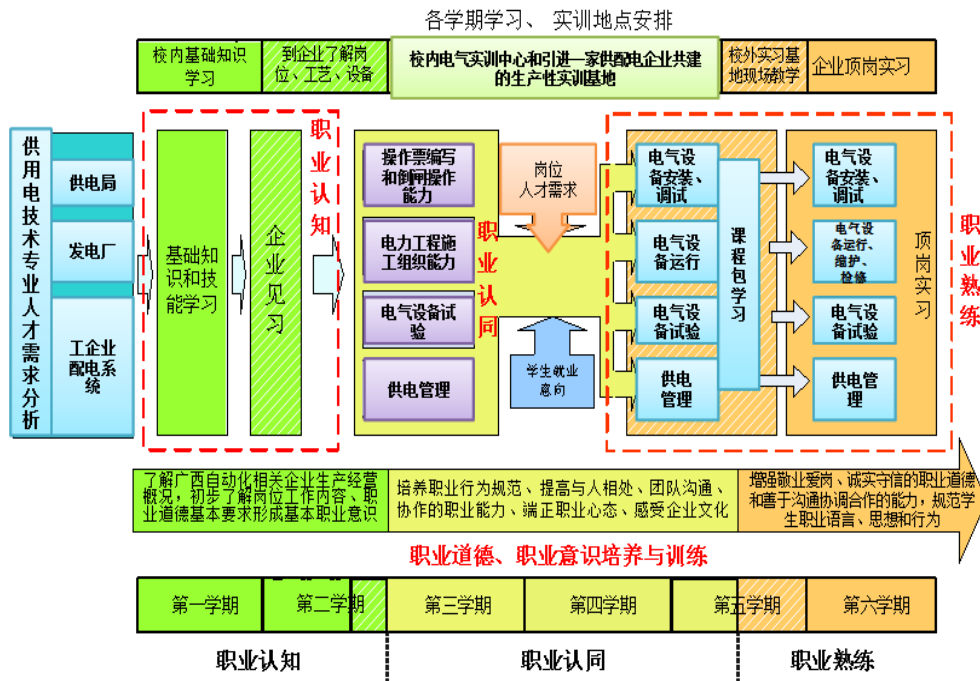 各学期学习、 实训地点安排
校内基础知识
学习
到企业了解岗
位、工艺、设备
校内电气实训中心和引进一家供配电企业共建
的生产性实训基地
校外实习基
地现场教学
企业顶岗实习
供用电技术专业人才需求分析
供电局
发电厂
工企业
配电系统
职业认知
基础知
识和技
能学习
企业见习
操作票编写
和倒闸操作
能力
电力工程施
工组织能力
电气设备试
验
供电管理
职业认同
岗位
人才需求
学生就业
意向
电气设
备安装、
调试
电气设
备运行
电气设
备试验
供电
管理
课程包学习
电气设
备安装、
调试
电气设
备运行、
维护、
检修
电气设
备试验
供电管
理
顶岗实习
职业熟练
了解广西自动化相关企业生产经营
概况，初步了解岗位工作内容、职
业道德基本要求形成基本职业意识
培养职业行为规范、提高与人相处、团队沟通、
协作的职业能力、端正职业心态、感受企业文化
增强敬业爱岗、诚实守信的职业道德
和善于沟通协调合作的能力，规范学
生职业语言、思想和行为
职业道德、职业意识培养与训练
第一学期
第二学期
第三学期
第四学期
第五学期
第六学期
职业认知
职业认同
职业熟练